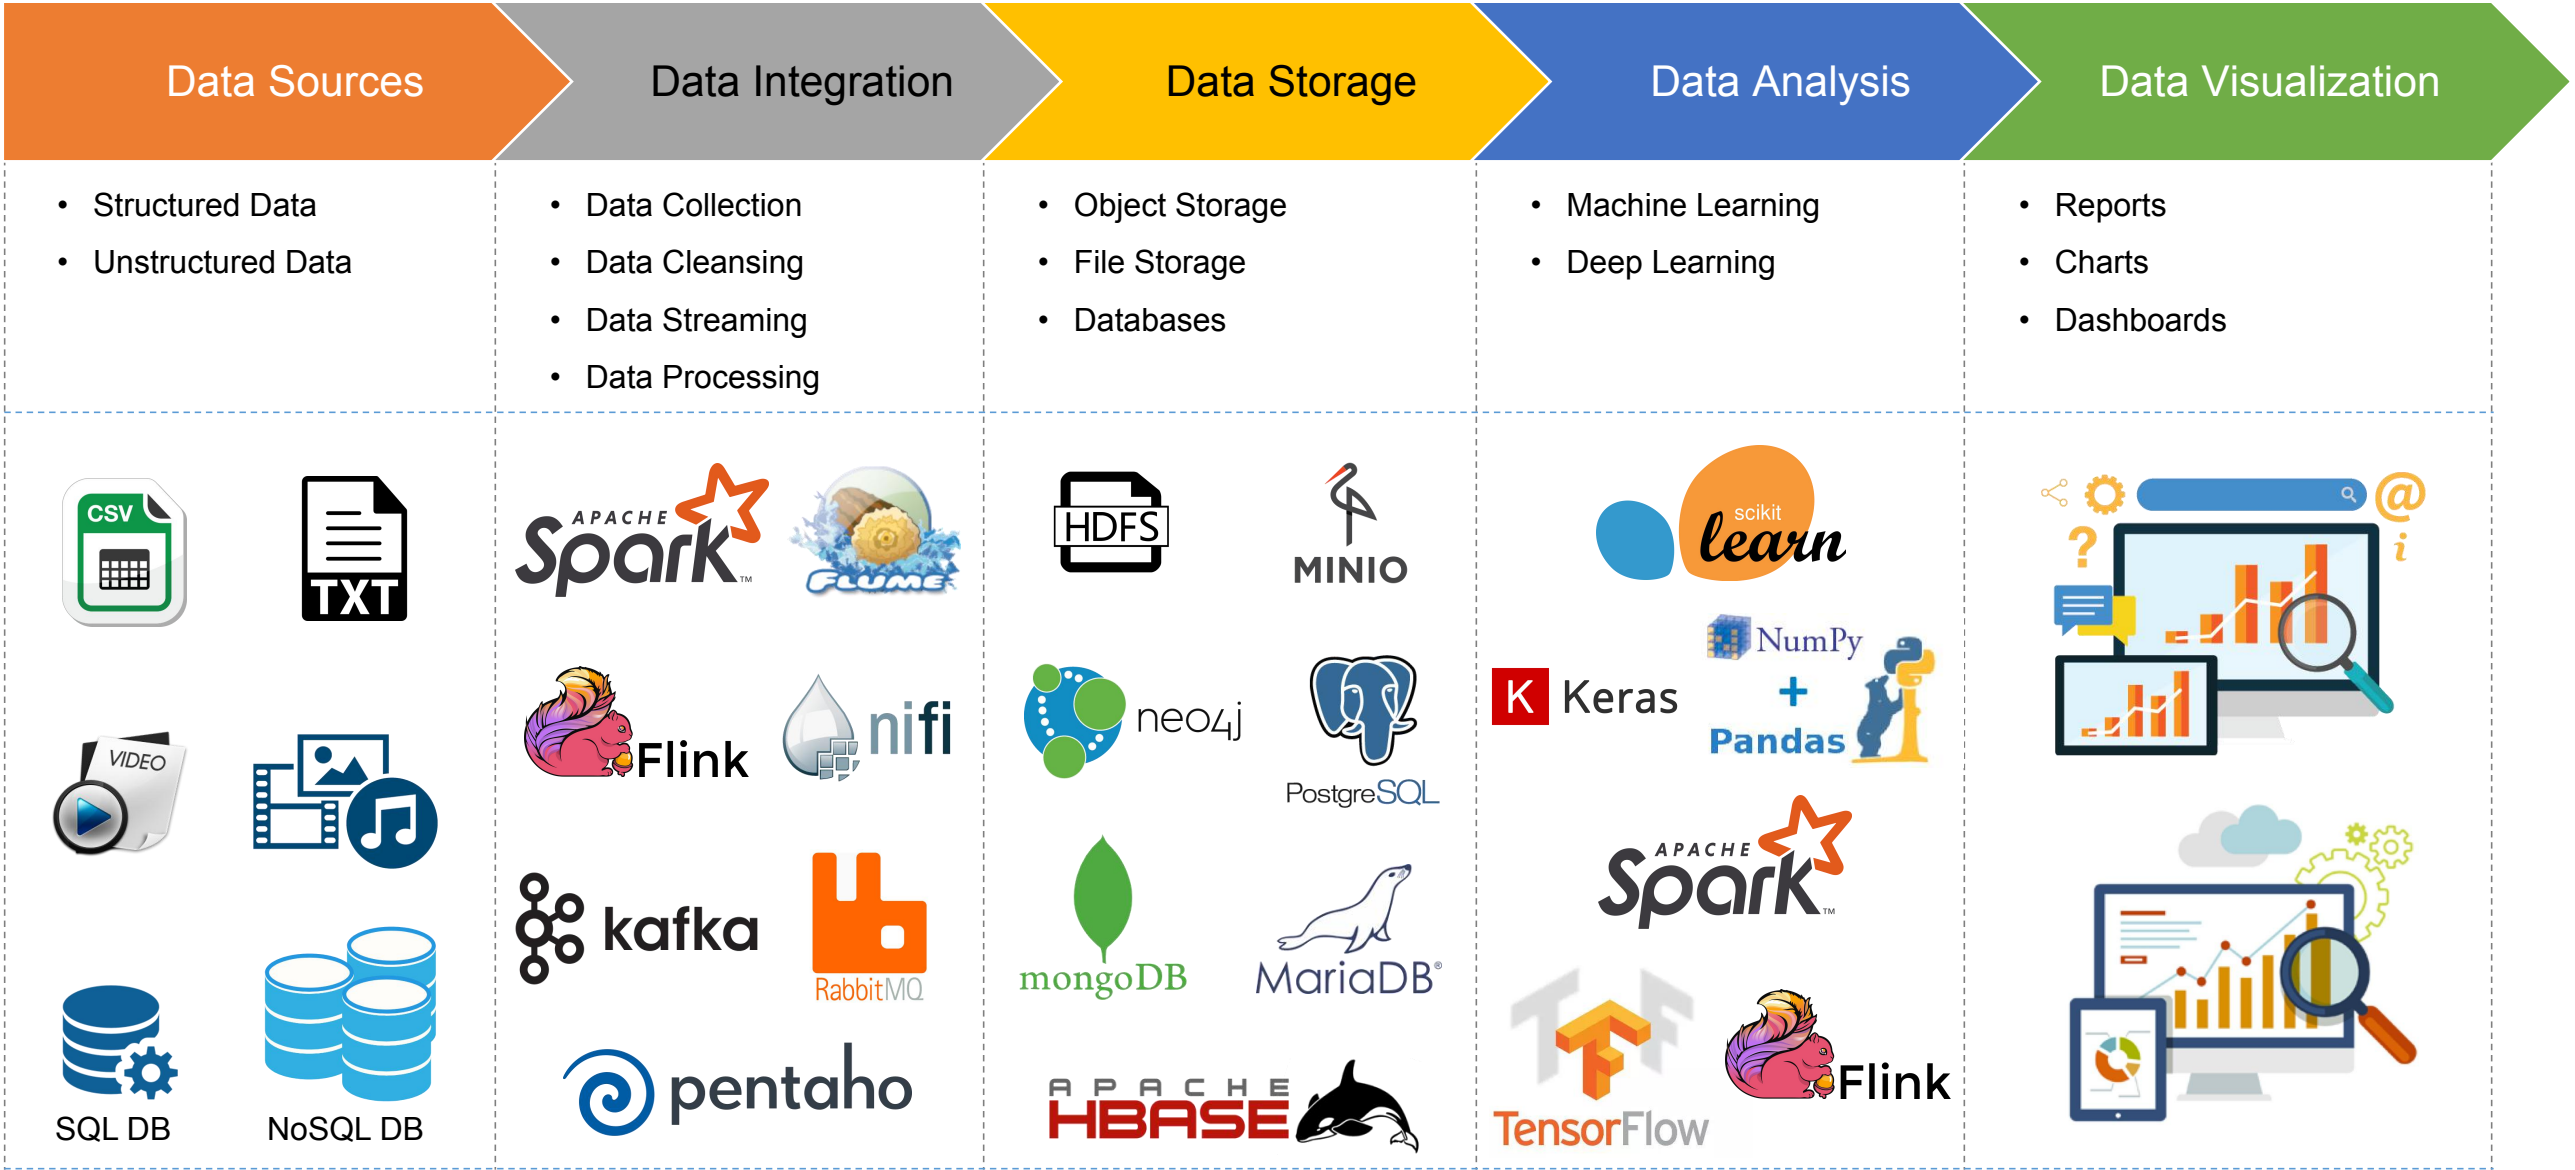 Data Sources
Data Integration
Data Storage
Data Analysis
Data Visualization
• Structured Data
• Unstructured Data
• Data Collection
• Data Cleansing
• Data Streaming
• Data Processing
• Object Storage
• File Storage
• Databases
• Machine Learning
• Deep Learning
• Reports
• Charts
• Dashboards
CSV
TXT
VIDEO
SQL DB
NoSQL DB
APACHE
Spark™
FLUME
Flink
nifi
kafka
RabbitMQ
pentaho
HDFS
MINIO
neo4j
PostgreSQL
mongoDB
MariaDB®
APACHE
HBASE
scikit
learn
NumPy
+
Pandas
K Keras
APACHE
Spark™
TensorFlow
Flink
@
?
i